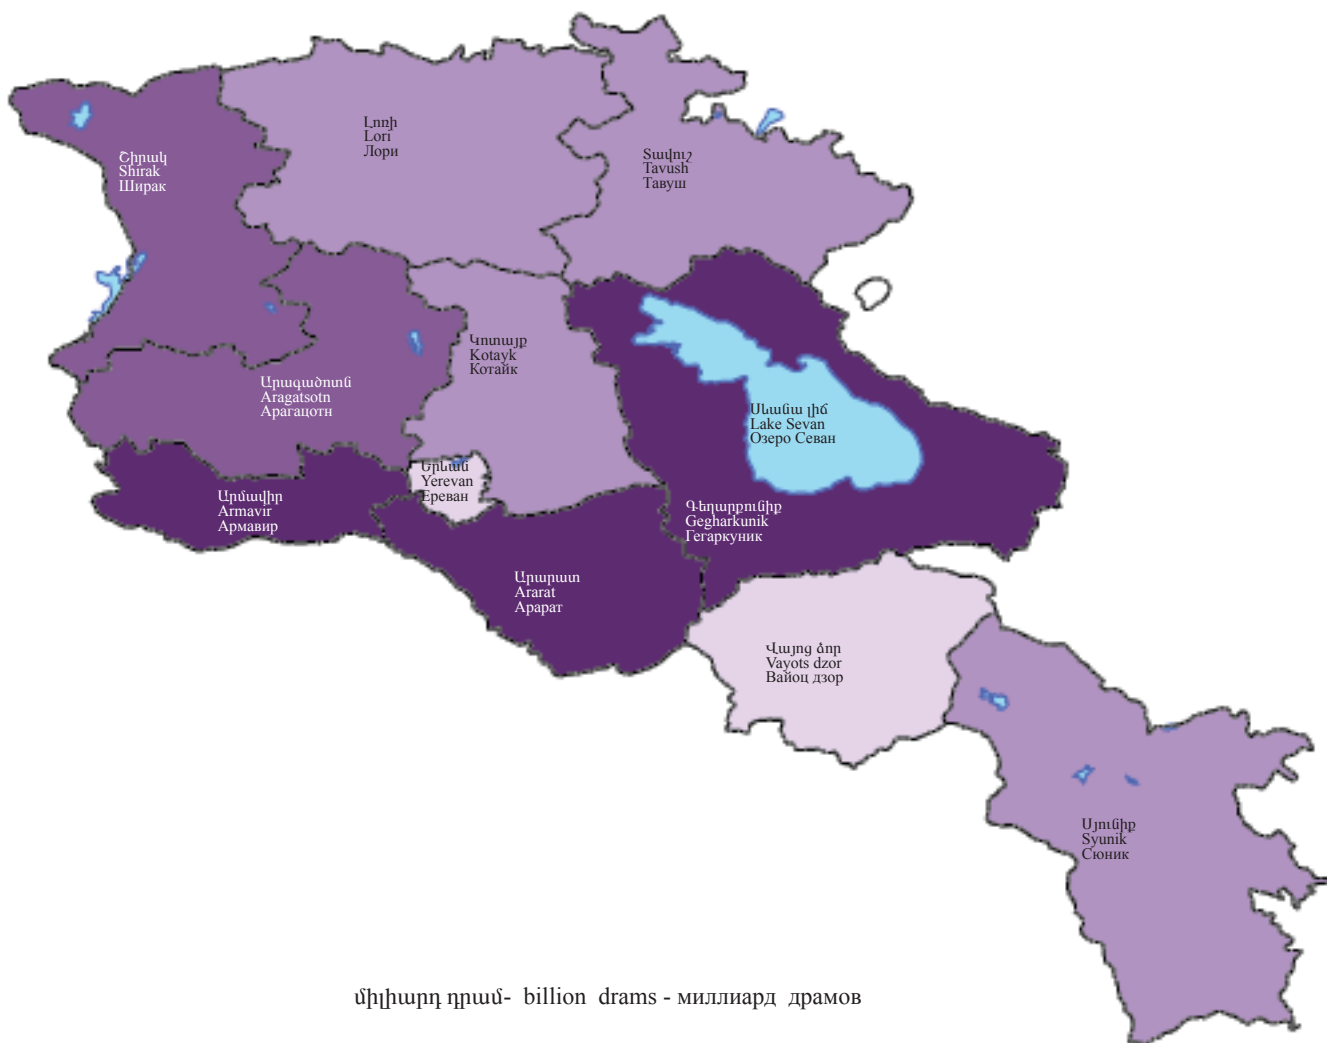 Լոռի
Lori
Лори
Տավուշ
Tavush
Тавуш
Շիրակ
Shirak
Ширак
Կոտայք
Kotayk
Котайк
Արագածոտն
Aragatsotn
Арагацотн
Սևանա լիճ
Lake Sevan
Озеро Севан
Երևան
Yerevan
Ереван
Արմավիր
Armavir
Армавир
Գեղարքունիք
Gegharkunik
Гегаркуник
Արարատ
Ararat
Арарат
Վայոց ձոր
Vayots dzor
Вайоц дзор
Սյունիք
Syunik
Сюник
միլիարդ դրամ- billion drams - миллиард драмов